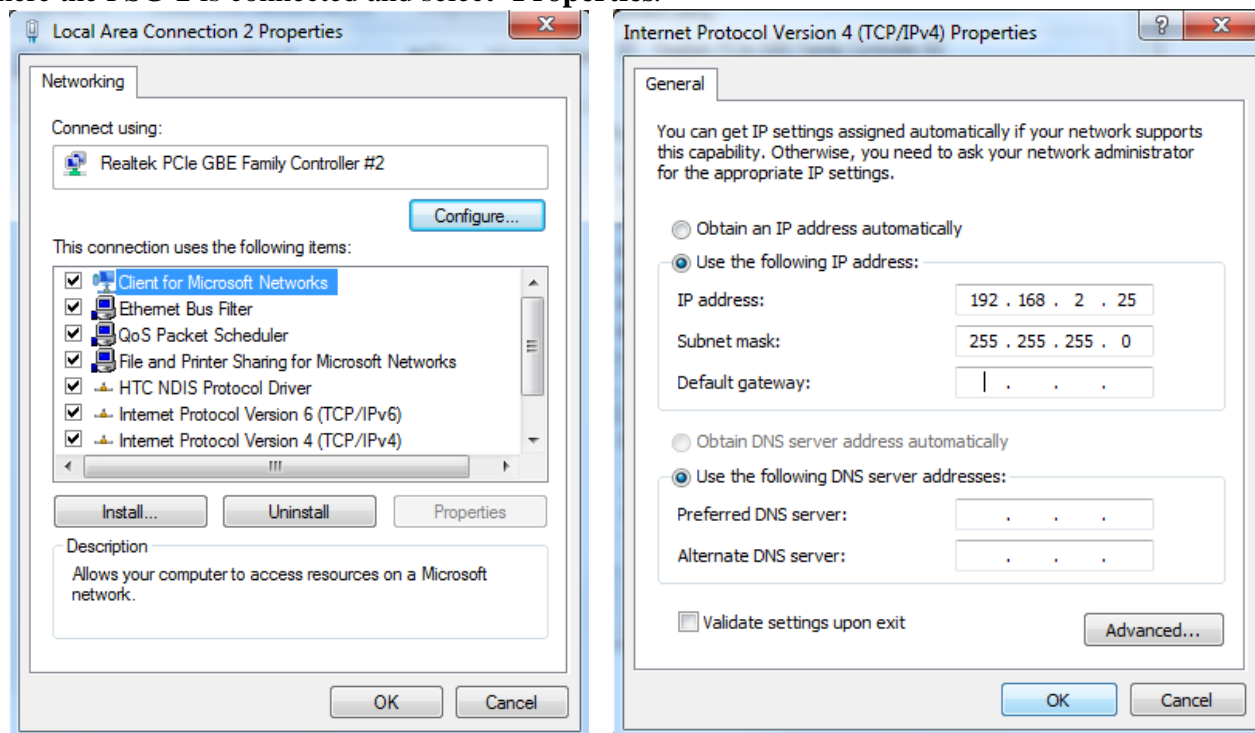 is connected and select "Properties.
Local Area Connection 2 Properties
Networking
Connect using:
Realtek PCIe GBE Family Controller #2
Configure...
This connection uses the following items:
Client for Microsoft Networks
Ethernet Bus Filter
QoS Packet Scheduler
File and Printer Sharing for Microsoft Networks
HTC NDIS Protocol Driver
Internet Protocol Version 6 (TCP/IPv6)
Internet Protocol Version 4 (TCP/IPv4)
Install... Uninstall Properties
Description
Allows your computer to access resources on a Microsoft
network.
OK Cancel
Internet Protocol Version 4 (TCP/IPv4) Properties
General
You can get IP settings assigned automatically if your network supports
this capability. Otherwise, you need to ask your network administrator
for the appropriate IP settings.
Obtain an IP address automatically
Use the following IP address:
IP address: 192 . 168 . 2 . 25
Subnet mask: 255 . 255 . 255 . 0
Default gateway: . . .
Obtain DNS server address automatically
Use the following DNS server addresses:
Preferred DNS server: . . .
Alternate DNS server: . . .
Validate settings upon exit
Advanced...
OK Cancel